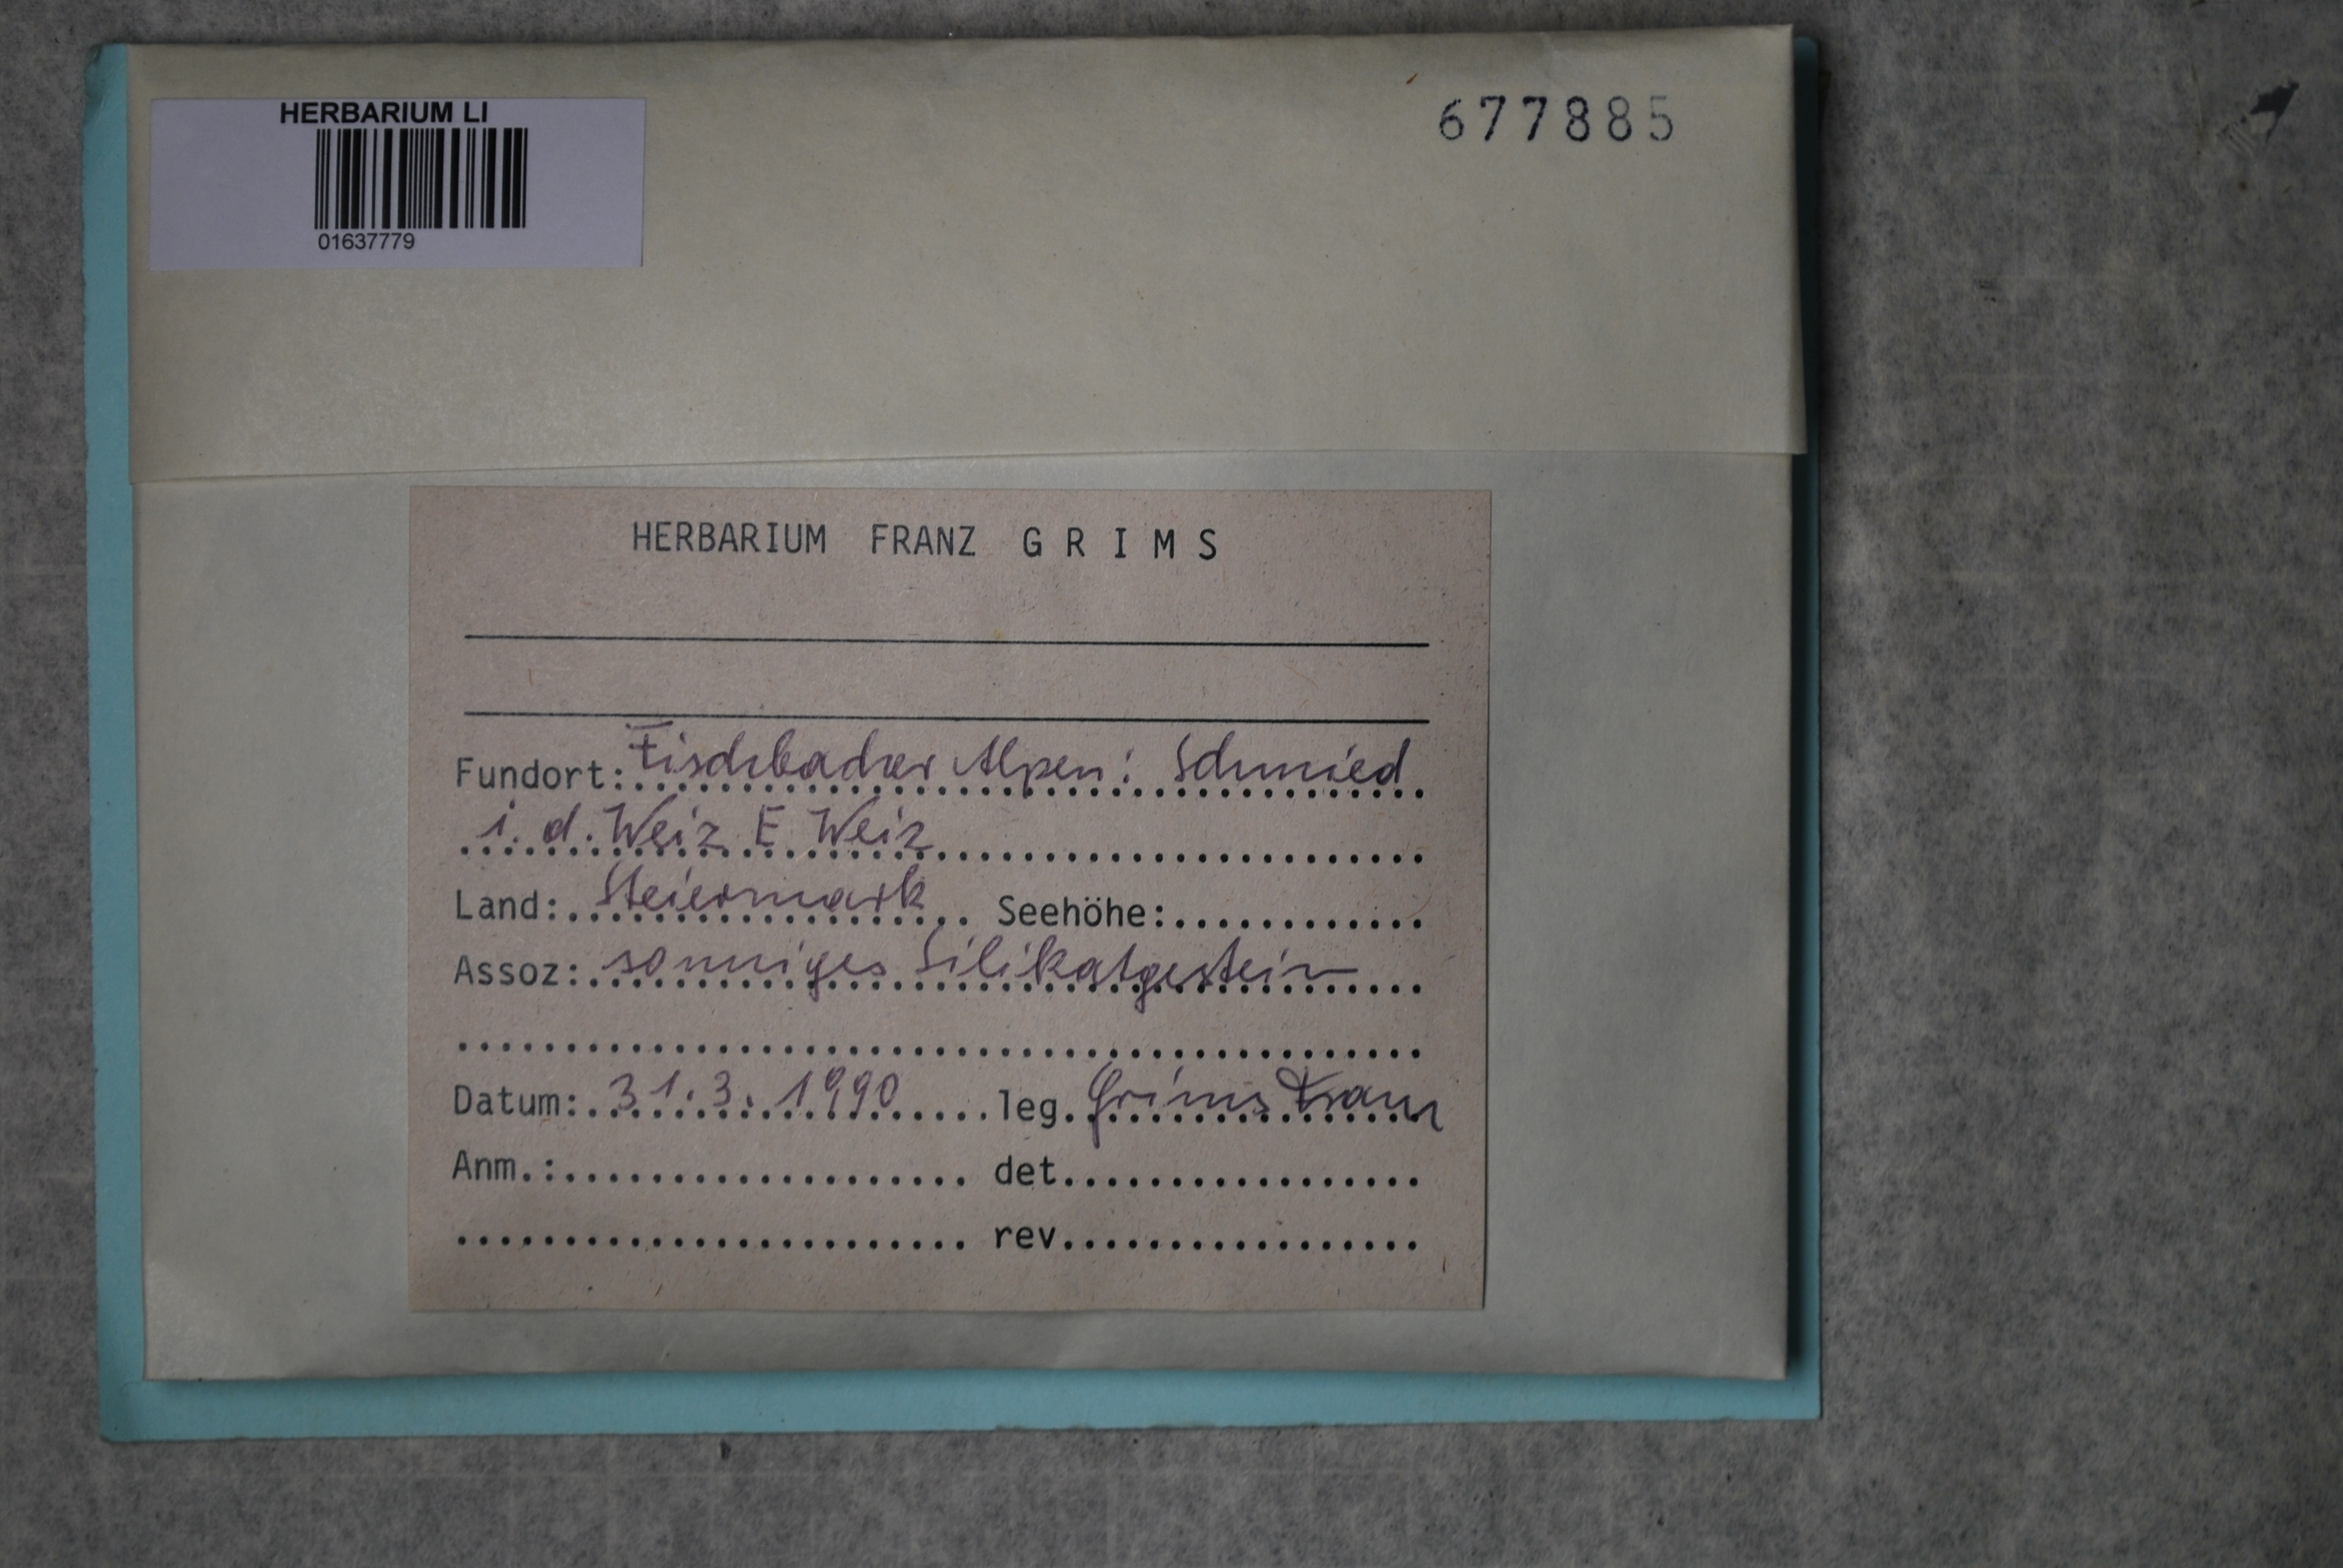 HERBARIUM LI
01637779
677885
HERBARIUM FRANZ GRIMS
Fundort: Fischbacher Alpen: Schmied
i. d. Weiz E Weiz
Land: Steiermark Seehöhe:
Assoz: sonniges Silikatgestein
Datum: 31.3.1990 leg. Grims Franz
Anm.: det.
rev.